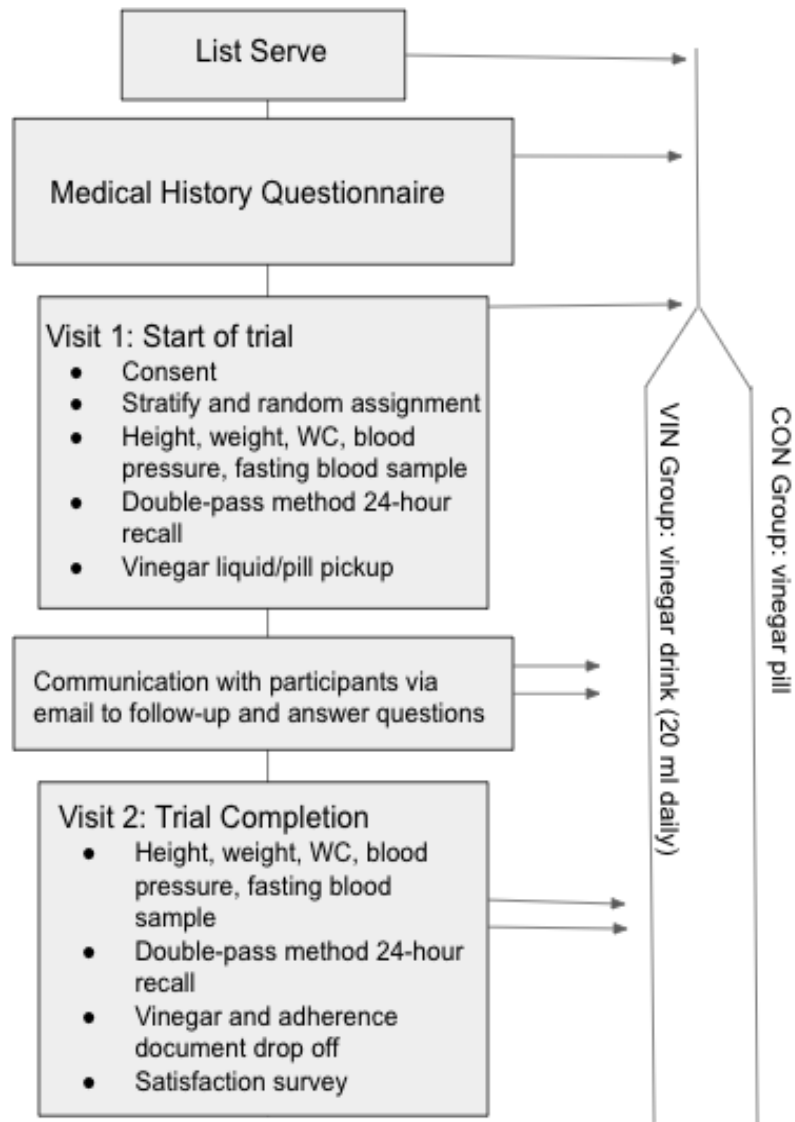 List Serve
Medical History Questionnaire
Visit 1: Start of trial
● Consent
● Stratify and random assignment
● Height, weight, WC, blood
pressure, fasting blood sample
● Double-pass method 24-hour
recall
● Vinegar liquid/pill pickup
Communication with participants via
email to follow-up and answer questions
Visit 2: Trial Completion
● Height, weight, WC, blood
pressure, fasting blood
sample
● Double-pass method 24-hour
recall
● Vinegar and adherence
document drop off
● Satisfaction survey
VIN Group: vinegar drink (20 ml daily)
CON Group: vinegar pill